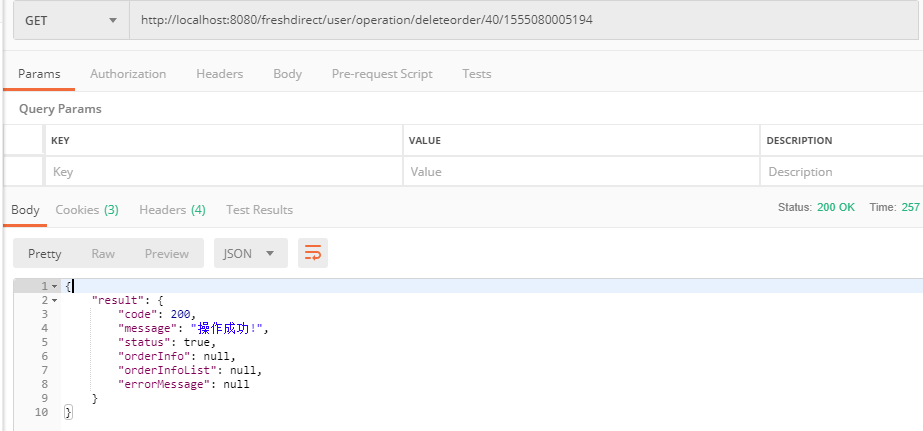 GET http://localhost:8080/freshdirect/user/operation/deleteorder/40/1555080005194
Params Authorization Headers Body Pre-request Script Tests
Query Params
KEY VALUE DESCRIPTION
Key Value Description
Body Cookies (3) Headers (4) Test Results Status: 200 OK Time: 257
Pretty Raw Preview JSON
1 {
2 "result": {
3 "code": 200,
4 "message": "操作成功!",
5 "status": true,
6 "orderInfo": null,
7 "orderInfoList": null,
8 "errorMessage": null
9 }
10 }